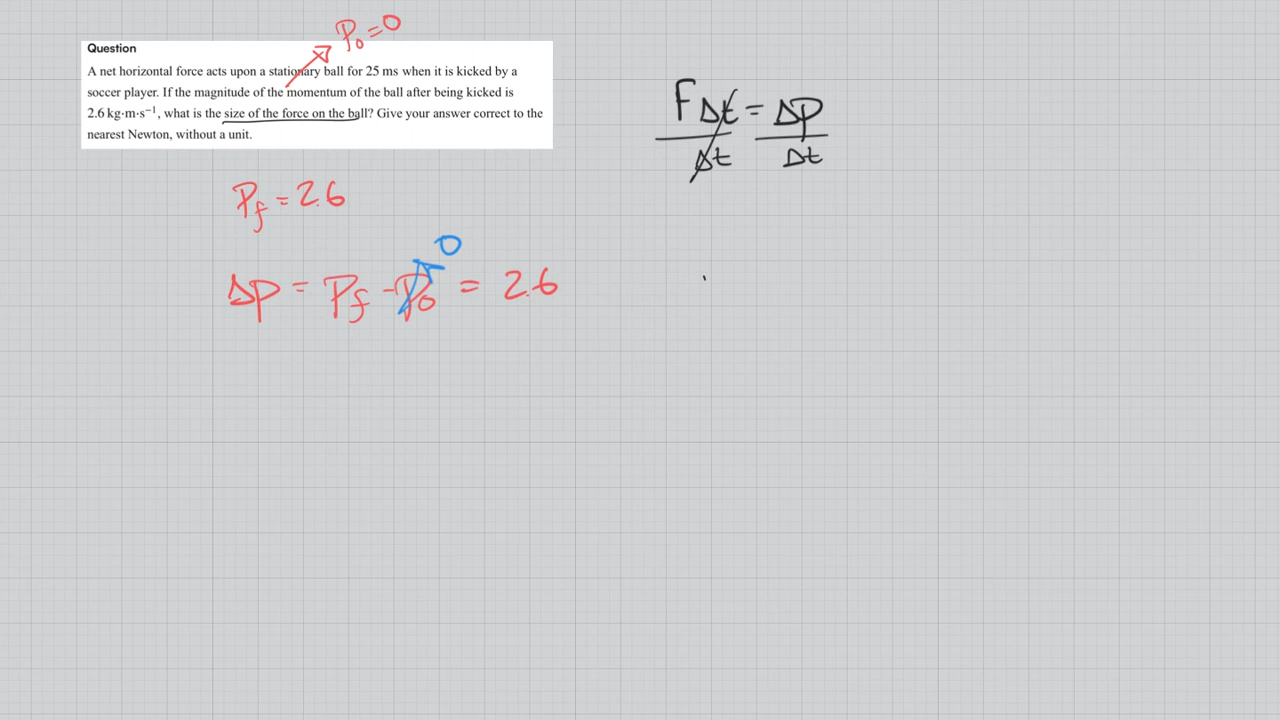 P₀ = 0
Question
A net horizontal force acts upon a stationary ball for 25 ms when it is kicked by a
soccer player. If the magnitude of the momentum of the ball after being kicked is
2.6 kg·m·s⁻¹, what is the size of the force on the ball? Give your answer correct to the
nearest Newton, without a unit.
FΔt = Δp
Δt Δt
P_f = 2.6
0
Δp = P_f - P₀ = 2.6